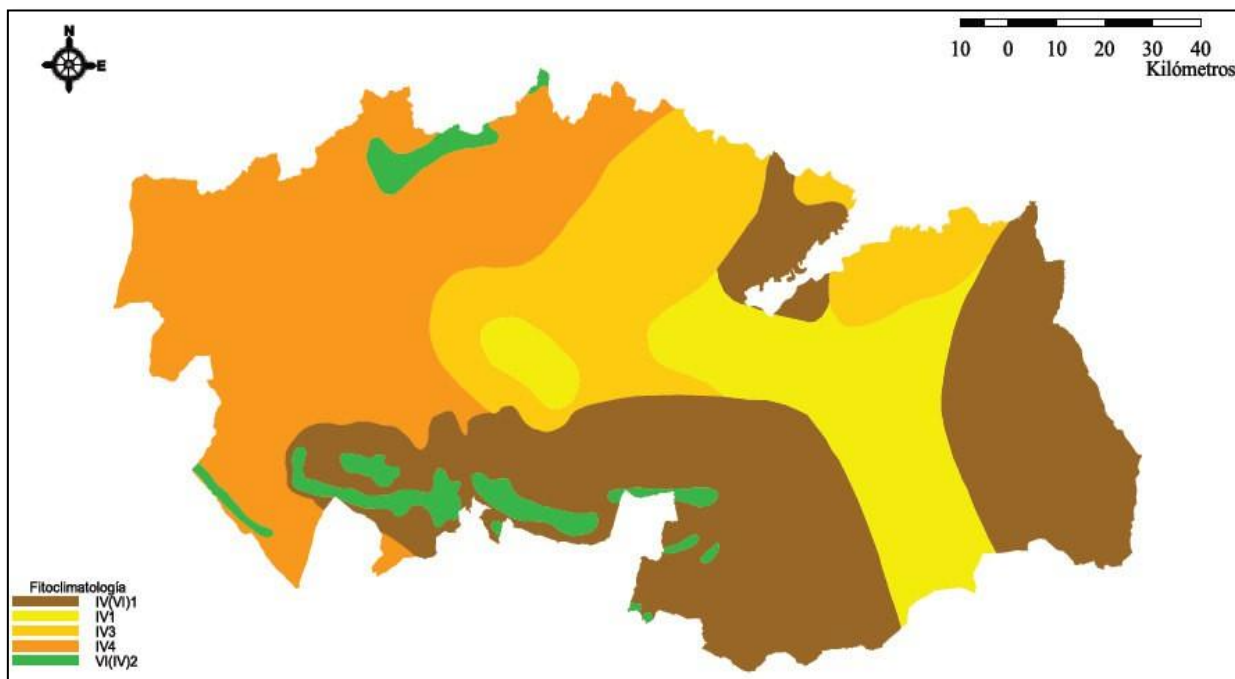 N
E
10 0 10 20 30 40
Kilómetros
Fitoclimatología
IV(VI)1
IV1
IV3
IV4
VI(IV)2